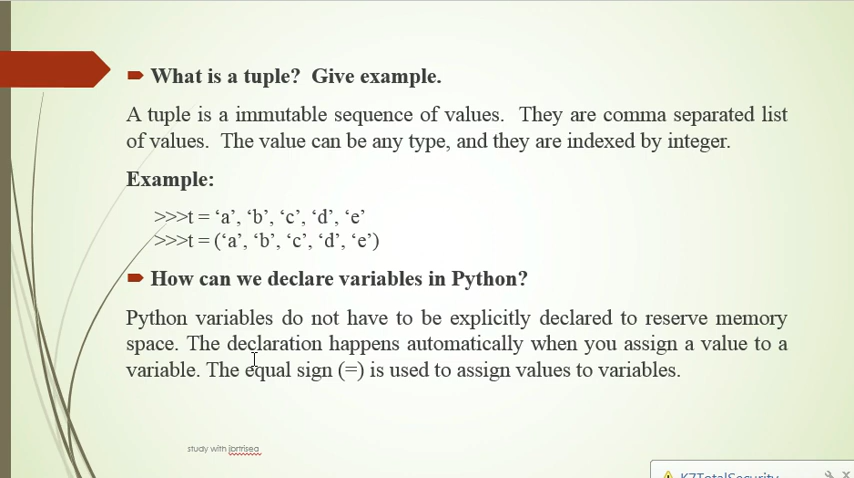 What is a tuple? Give example.
A tuple is a immutable sequence of values. They are comma separated list
of values. The value can be any type, and they are indexed by integer.
Example:
>>>t = ‘a’, ‘b’, ‘c’, ‘d’, ‘e’
>>>t = (‘a’, ‘b’, ‘c’, ‘d’, ‘e’)
How can we declare variables in Python?
Python variables do not have to be explicitly declared to reserve memory
space. The declaration happens automatically when you assign a value to a
variable. The equal sign (=) is used to assign values to variables.
study with
K7TotalSecurity